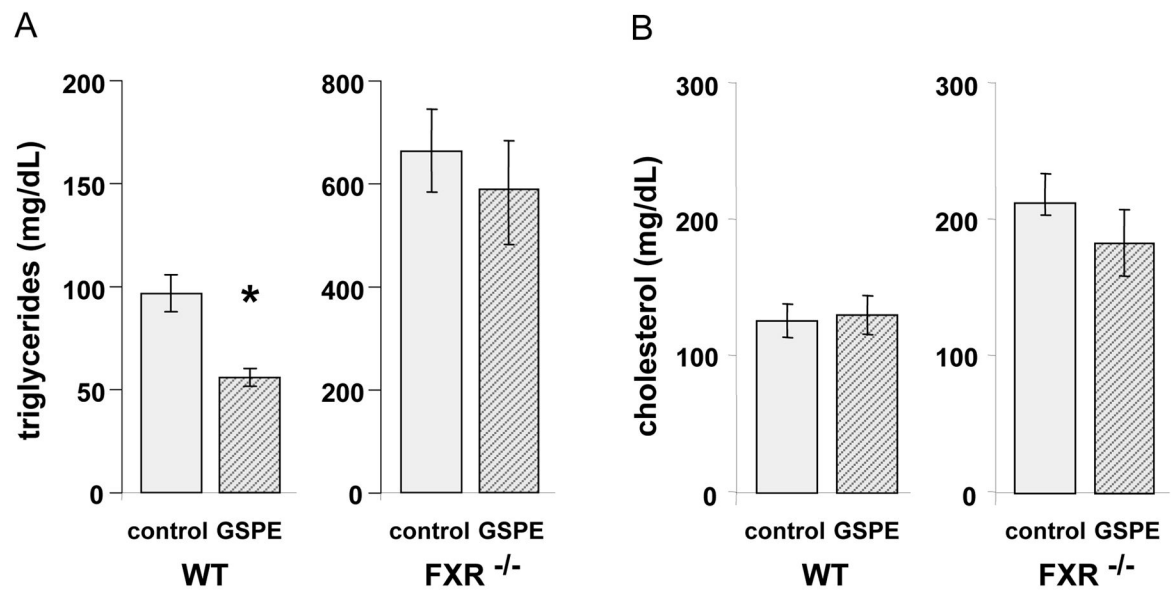 A
B
triglycerides (mg/dL)
200
150
100
50
0
*
control GSPE
WT
800
600
400
200
0
control GSPE
FXR -/-
cholesterol (mg/dL)
300
200
100
0
control GSPE
WT
300
200
100
0
control GSPE
FXR -/-